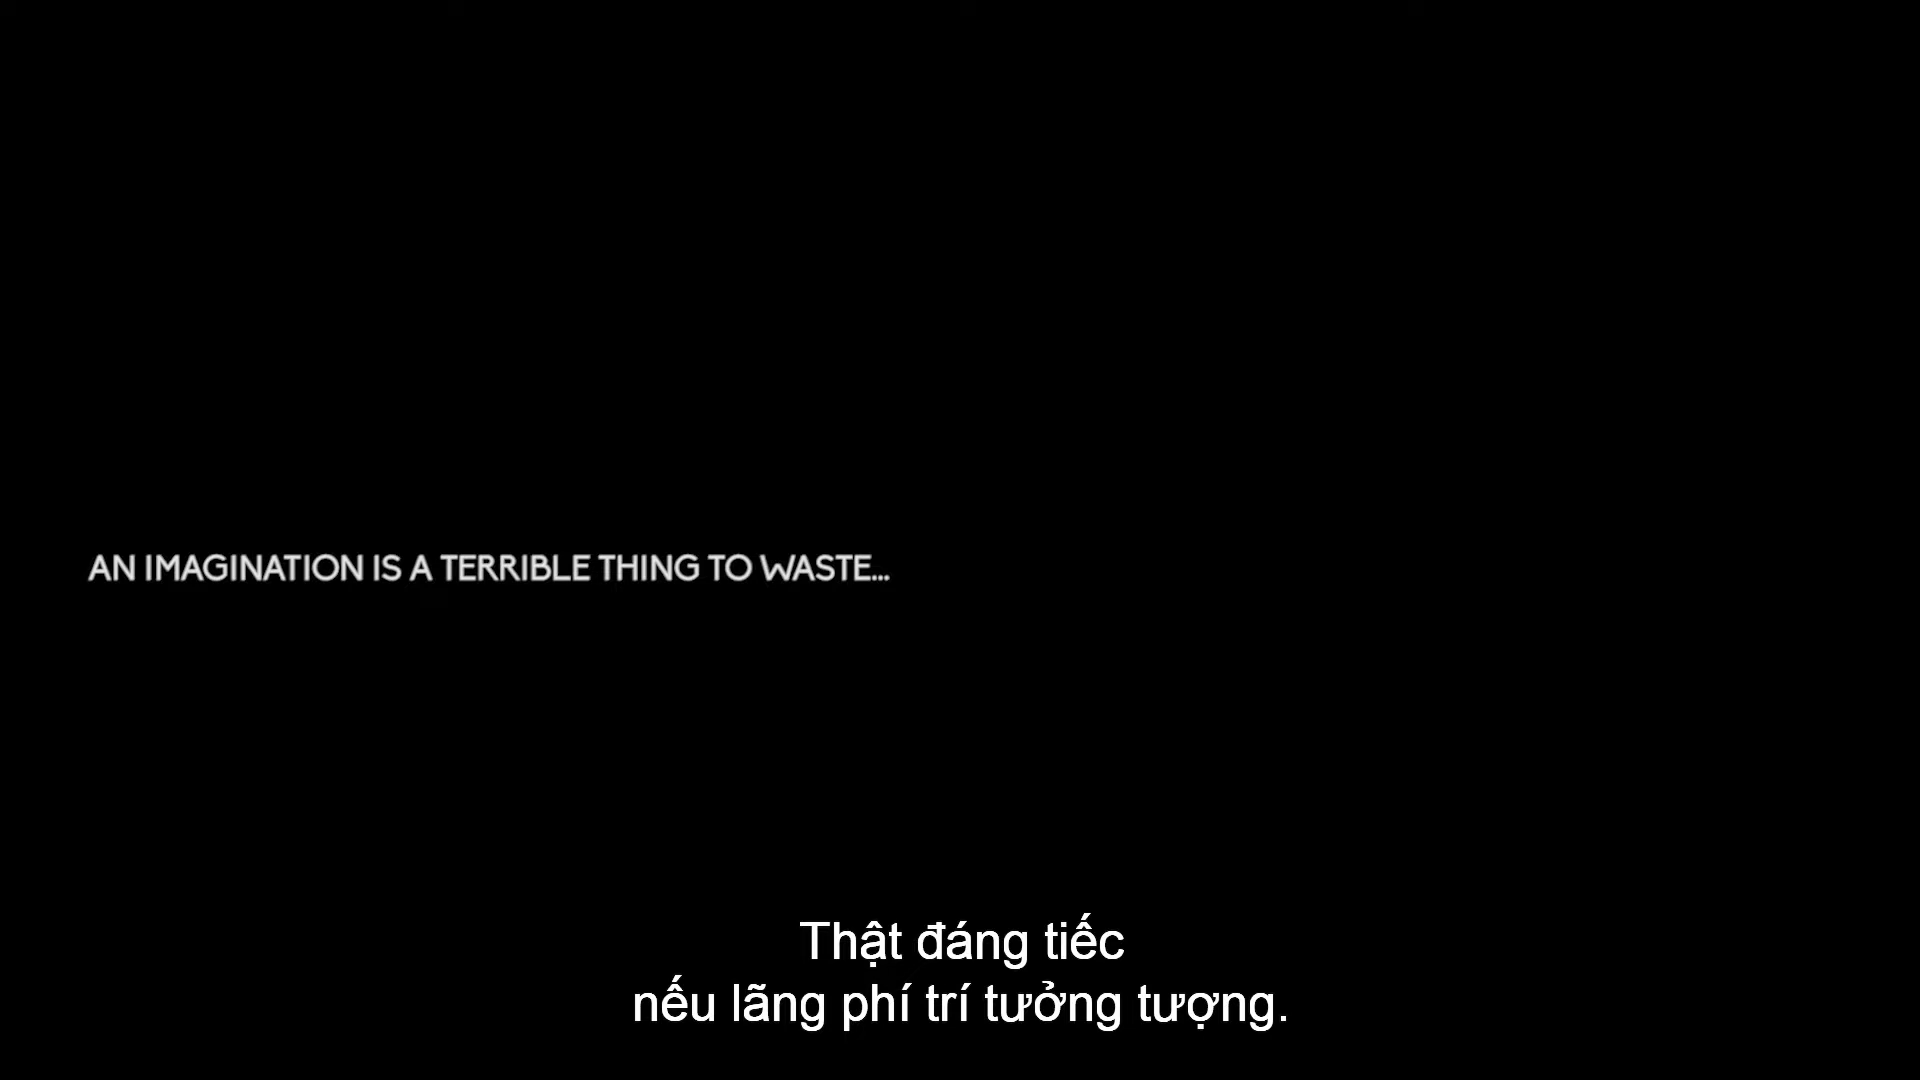 AN IMAGINATION IS A TERRIBLE THING TO WASTE...
Thật đáng tiếc
nếu lãng phí trí tưởng tượng.